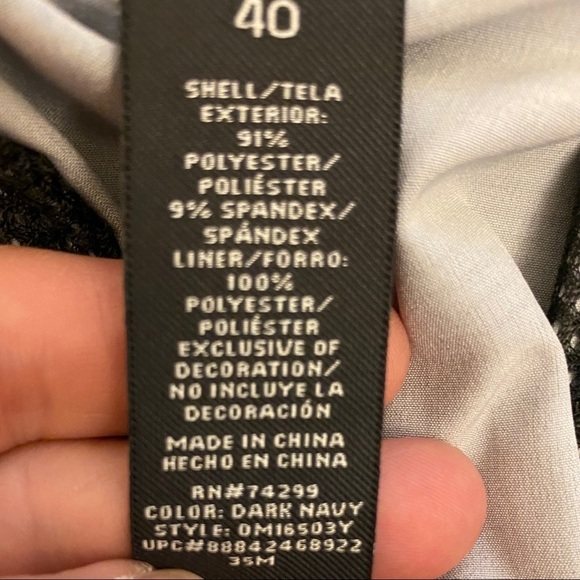 40
SHELL/TELA
EXTERIOR:
91%
POLYESTER/
POLIÉSTER
9% SPANDEX/
SPÁNDEX
LINER/FORRO:
100%
POLYESTER/
POLIÉSTER
EXCLUSIVE OF
DECORATION/
NO INCLUYE LA
DECORACIÓN
MADE IN CHINA
HECHO EN CHINA
RN#74299
COLOR: DARK NAVY
STYLE: OM16503Y
UPC#88842468922
35M